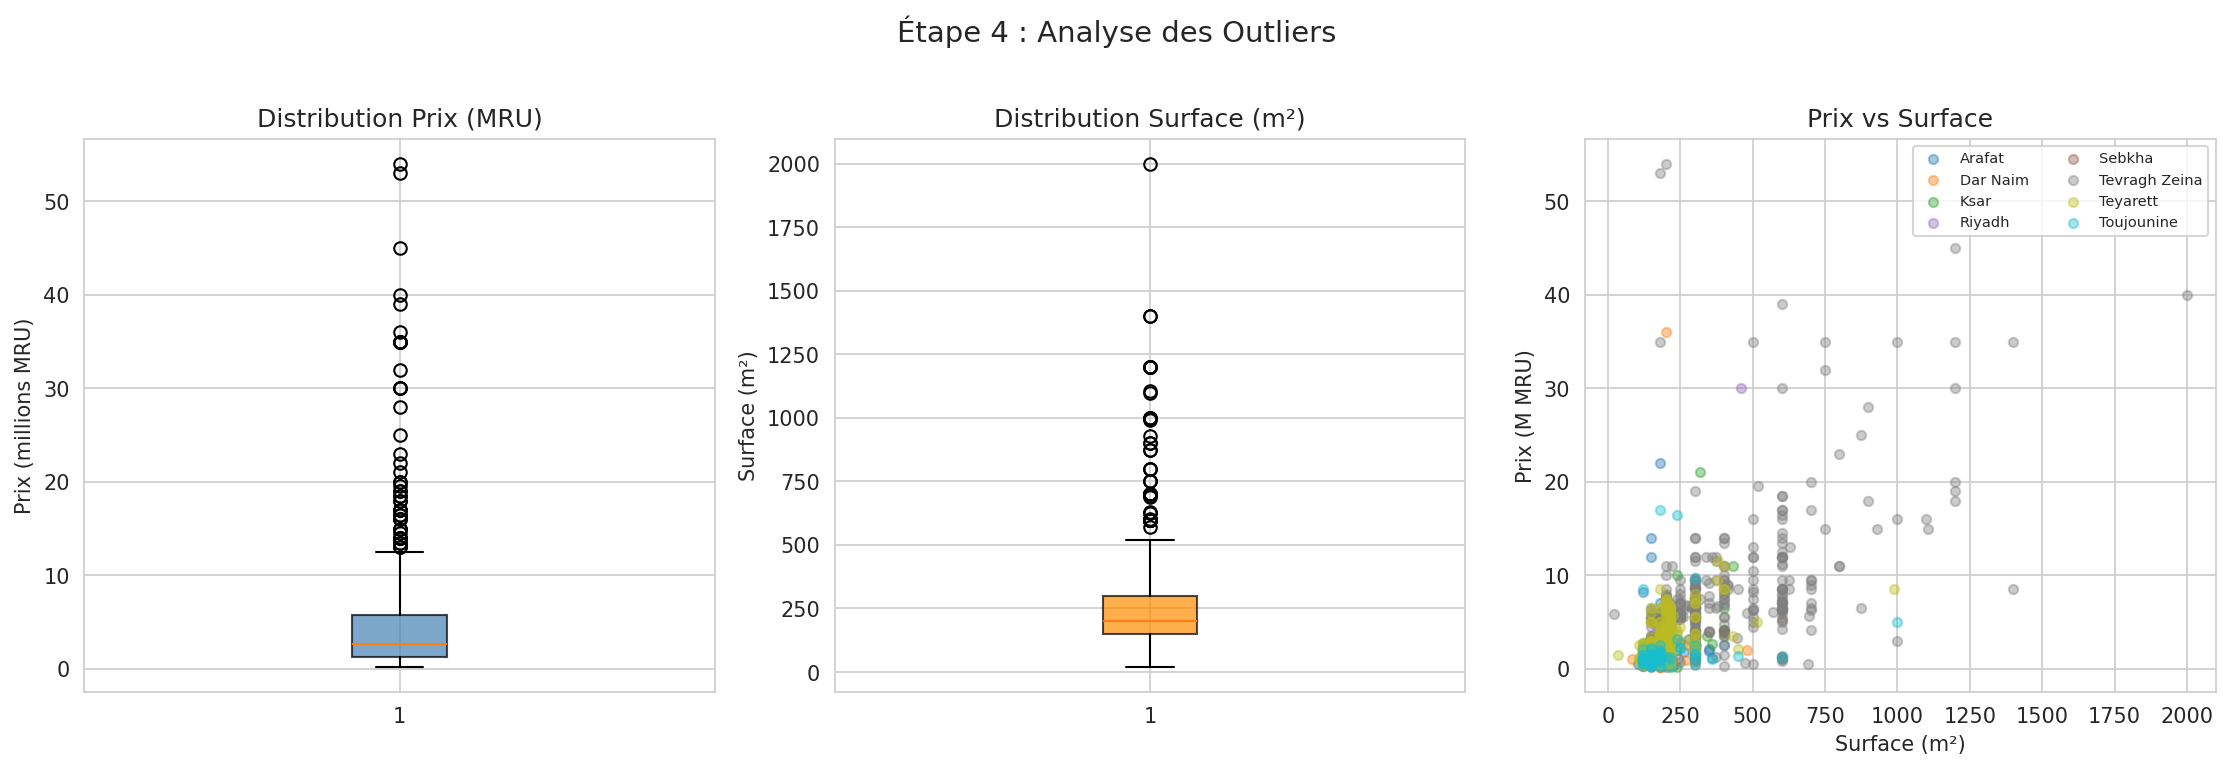 Étape 4 : Analyse des Outliers
Distribution Prix (MRU)
Prix (millions MRU)
50
40
30
20
10
0
1
Distribution Surface (m²)
Surface (m²)
2000
1750
1500
1250
1000
750
500
250
0
1
Prix vs Surface
Prix (M MRU)
50
40
30
20
10
0
Arafat
Dar Naim
Ksar
Riyadh
Sebkha
Tevragh Zeina
Teyarett
Toujounine
0 250 500 750 1000 1250 1500 1750 2000
Surface (m²)